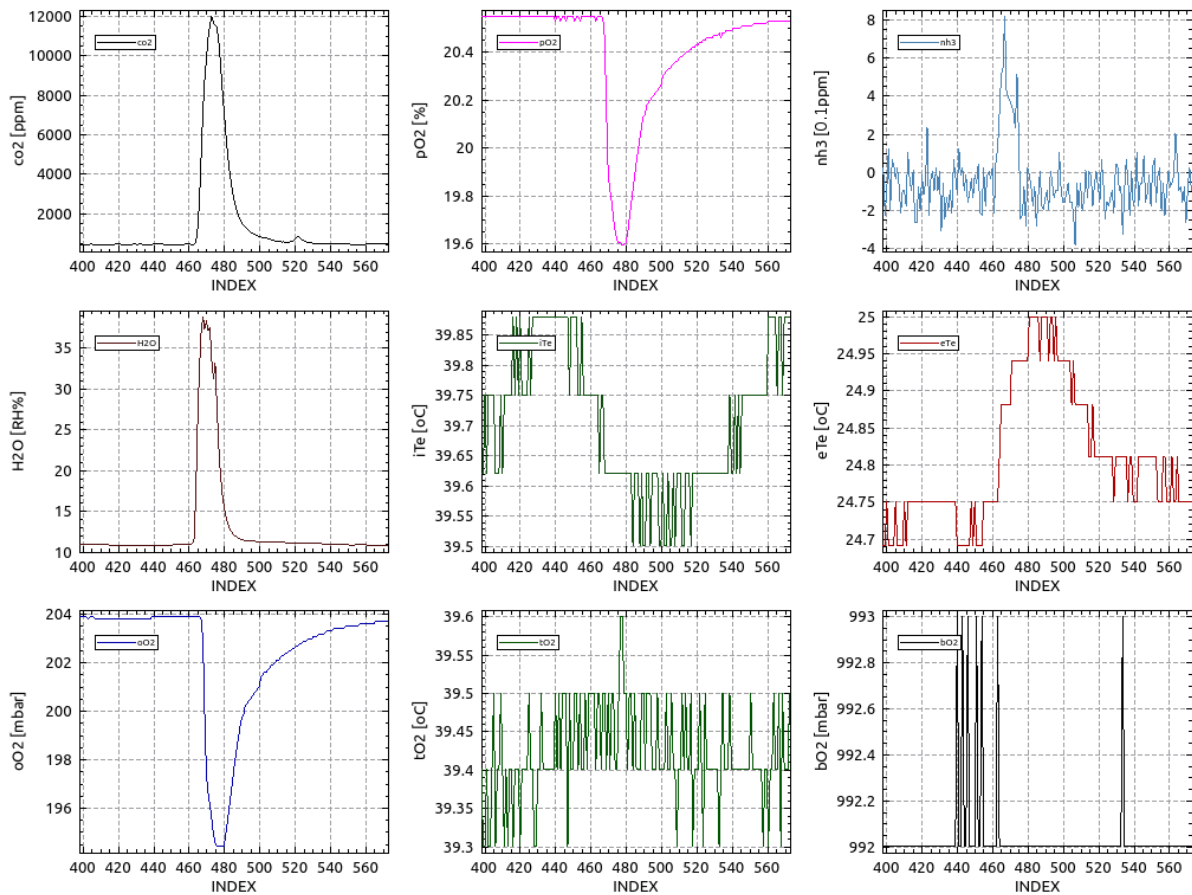 co2 [ppm]
12000
10000
8000
6000
4000
2000
co2
400 420 440 460 480 500 520 540 560
INDEX
pO2 [%]
20.4
20.2
20
19.8
19.6
pO2
400 420 440 460 480 500 520 540 560
INDEX
nh3 [0.1ppm]
8
6
4
2
0
-2
-4
nh3
400 420 440 460 480 500 520 540 560
INDEX
H2O [RH%]
35
30
25
20
15
10
H2O
400 420 440 460 480 500 520 540 560
INDEX
iTe [oC]
39.85
39.8
39.75
39.7
39.65
39.6
39.55
39.5
iTe
400 420 440 460 480 500 520 540 560
INDEX
eTe [oC]
25
24.95
24.9
24.85
24.8
24.75
24.7
eTe
400 420 440 460 480 500 520 540 560
INDEX
oO2 [mbar]
204
202
200
198
196
oO2
400 420 440 460 480 500 520 540 560
INDEX
tO2 [oC]
39.6
39.55
39.5
39.45
39.4
39.35
39.3
tO2
400 420 440 460 480 500 520 540 560
INDEX
bO2 [mbar]
993
992.8
992.6
992.4
992.2
992
bO2
400 420 440 460 480 500 520 540 560
INDEX